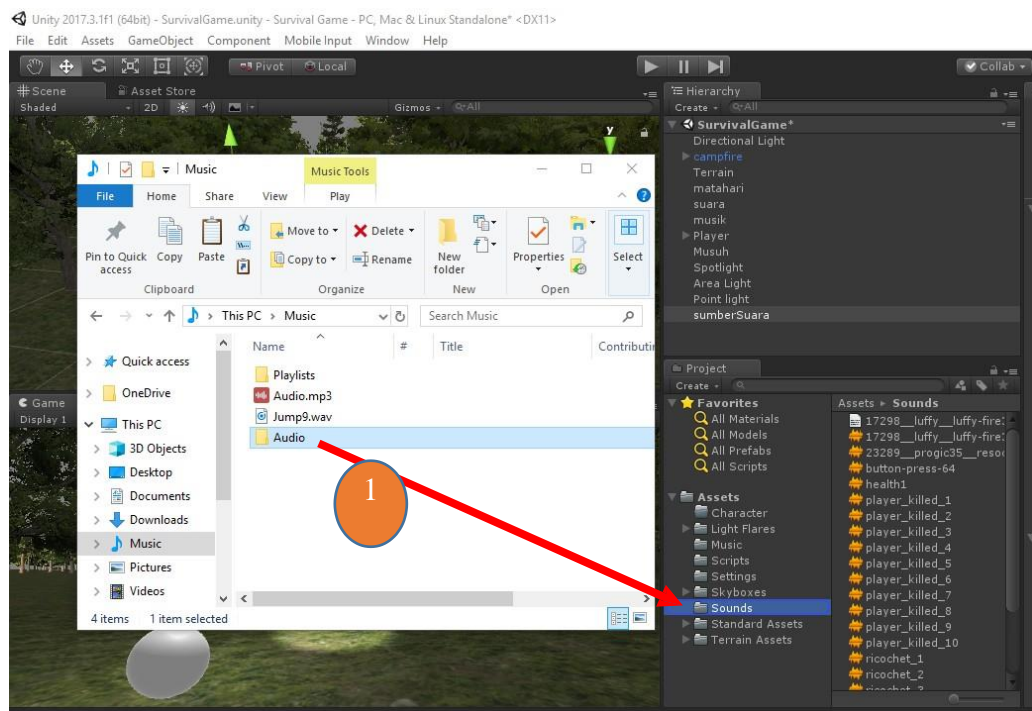 Unity 2017.3.1f1 (64bit) - SurvivalGame.unity - Survival Game - PC, Mac & Linux Standalone* <DX11>
File Edit Assets GameObject Component Mobile Input Window Help
Pivot Local Collab
Scene Asset Store
Shaded 2D Gizmos All
y
Music Music Tools
File Home Share View Play
Pin to Quick access
Copy
Paste
Move to
Copy to
Delete
Rename
New folder
Properties
Select
Clipboard Organize New Open
This PC > Music
Search Music
Name # Title
Quick access
OneDrive
This PC
3D Objects
Desktop
Documents
Downloads
Music
Pictures
Videos
Playlists
Audio.mp3
Jump9.wav
Audio
1
4 items 1 item selected
Game
Display 1
Hierarchy
Create All
SurvivalGame*
Directional Light
campfire
Terrain
matahari
suara
musik
Player
Musuh
Spotlight
Area Light
Point light
sumberSuara
Project
Create
Favorites
All Materials
All Models
All Prefabs
All Scripts
Assets
Character
Light Flares
Music
Scripts
Settings
Skyboxes
Sounds
Standard Assets
Terrain Assets
Assets ▸ Sounds
button-press-64
health1
player_killed_1
player_killed_2
player_killed_3
player_killed_4
player_killed_5
player_killed_6
player_killed_7
player_killed_8
player_killed_9
player_killed_10
ricochet_1
ricochet_2